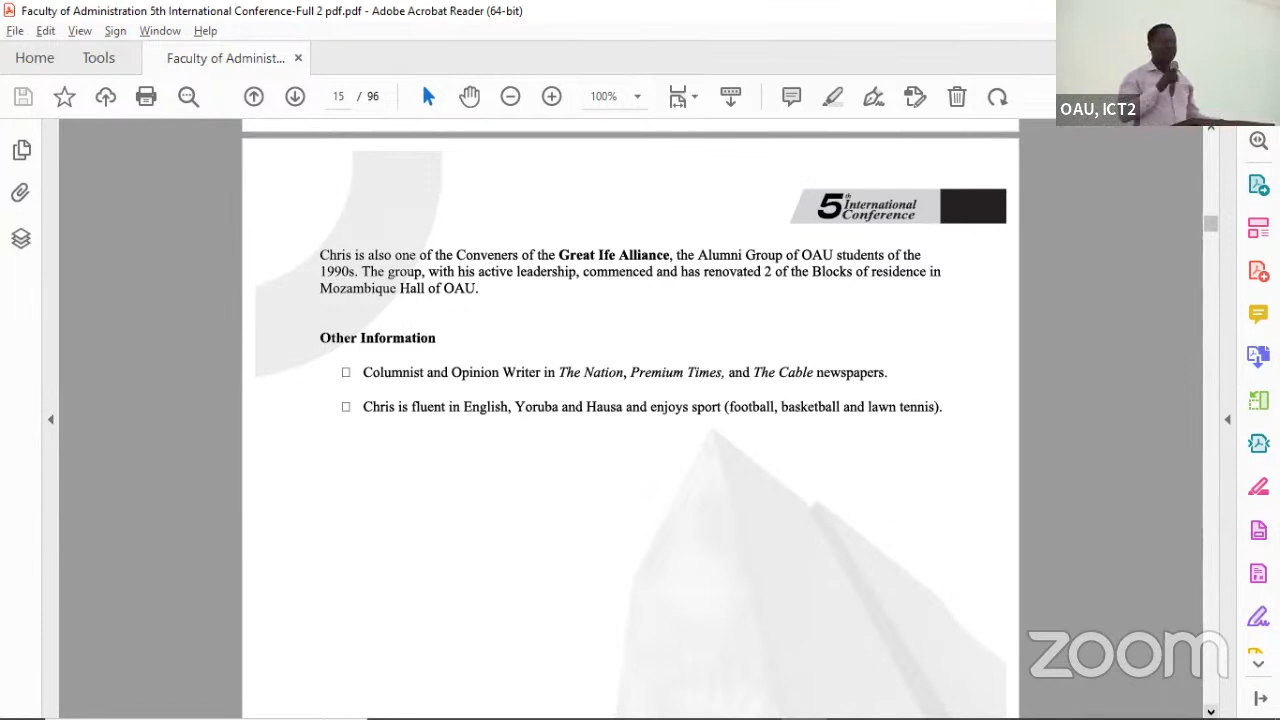 Faculty of Administration 5th International Conference-Full 2 pdf.pdf - Adobe Acrobat Reader (64-bit)
File Edit View Sign Window Help
Home Tools Faculty of Administ... ×
15 / 96 100%
OAU, ICT2
5th International
Conference
Chris is also one of the Conveners of the Great Ife Alliance, the Alumni Group of OAU students of the
1990s. The group, with his active leadership, commenced and has renovated 2 of the Blocks of residence in
Mozambique Hall of OAU.
Other Information
Columnist and Opinion Writer in The Nation, Premium Times, and The Cable newspapers.
Chris is fluent in English, Yoruba and Hausa and enjoys sport (football, basketball and lawn tennis).
zoom